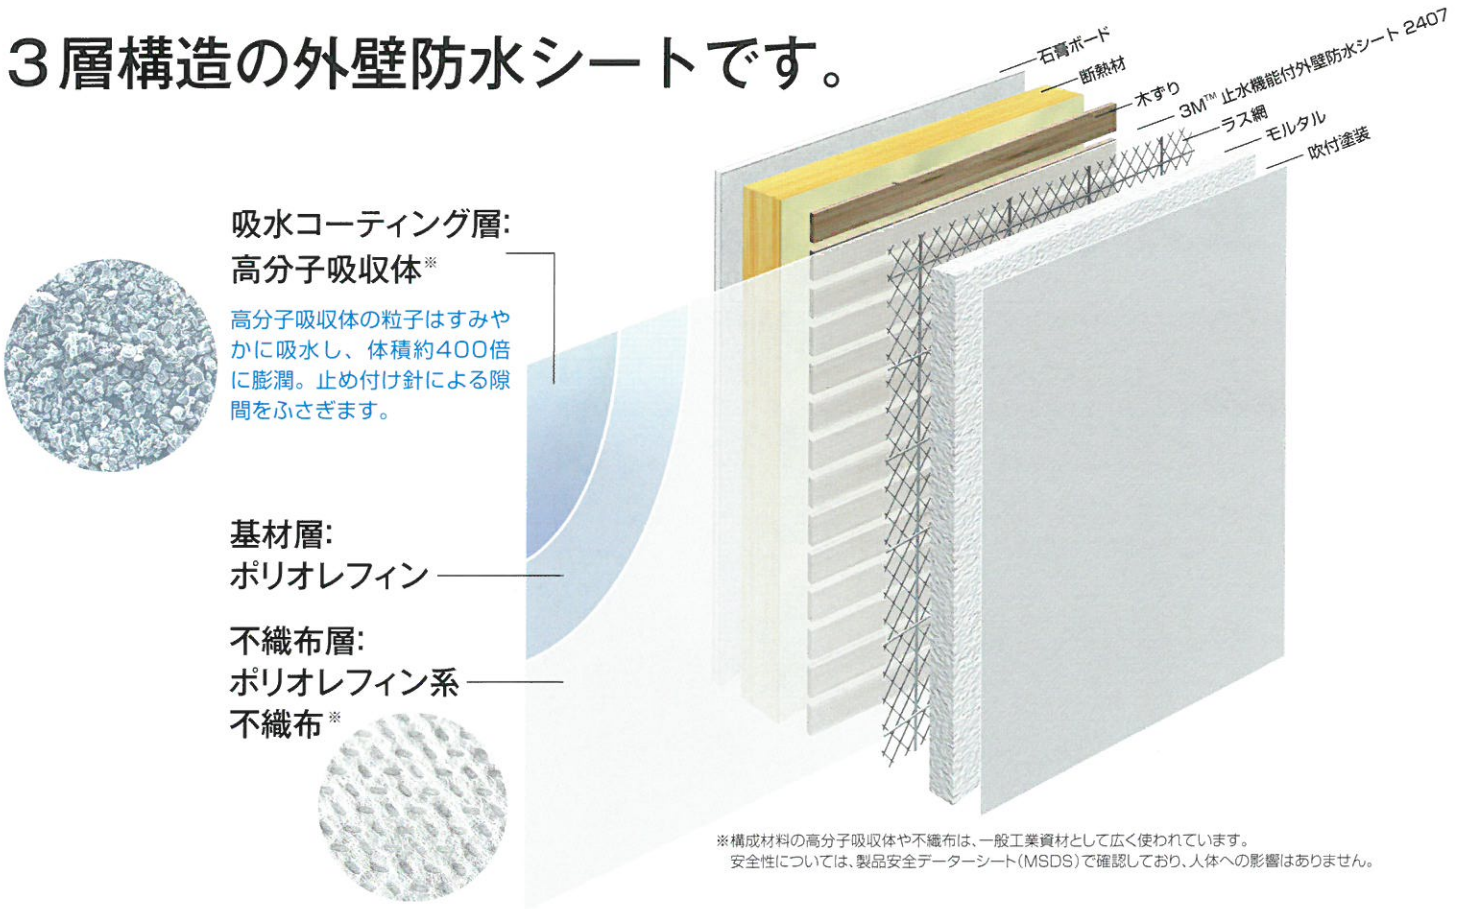 3層構造の外壁防水シートです。
石膏ボード
断熱材
木ずり
3M™ 止水機能付外壁防水シート 2407
ラス網
モルタル
吹付塗装
吸水コーティング層:
高分子吸収体※
高分子吸収体の粒子はすみや
かに吸水し、体積約400倍
に膨潤。止め付け針による隙
間をふさぎます。
基材層:
ポリオレフィン
不織布層:
ポリオレフィン系
不織布※
※構成材料の高分子吸収体や不織布は、一般工業資材として広く使われています。
安全性については、製品安全データーシート(MSDS)で確認しており、人体への影響はありません。